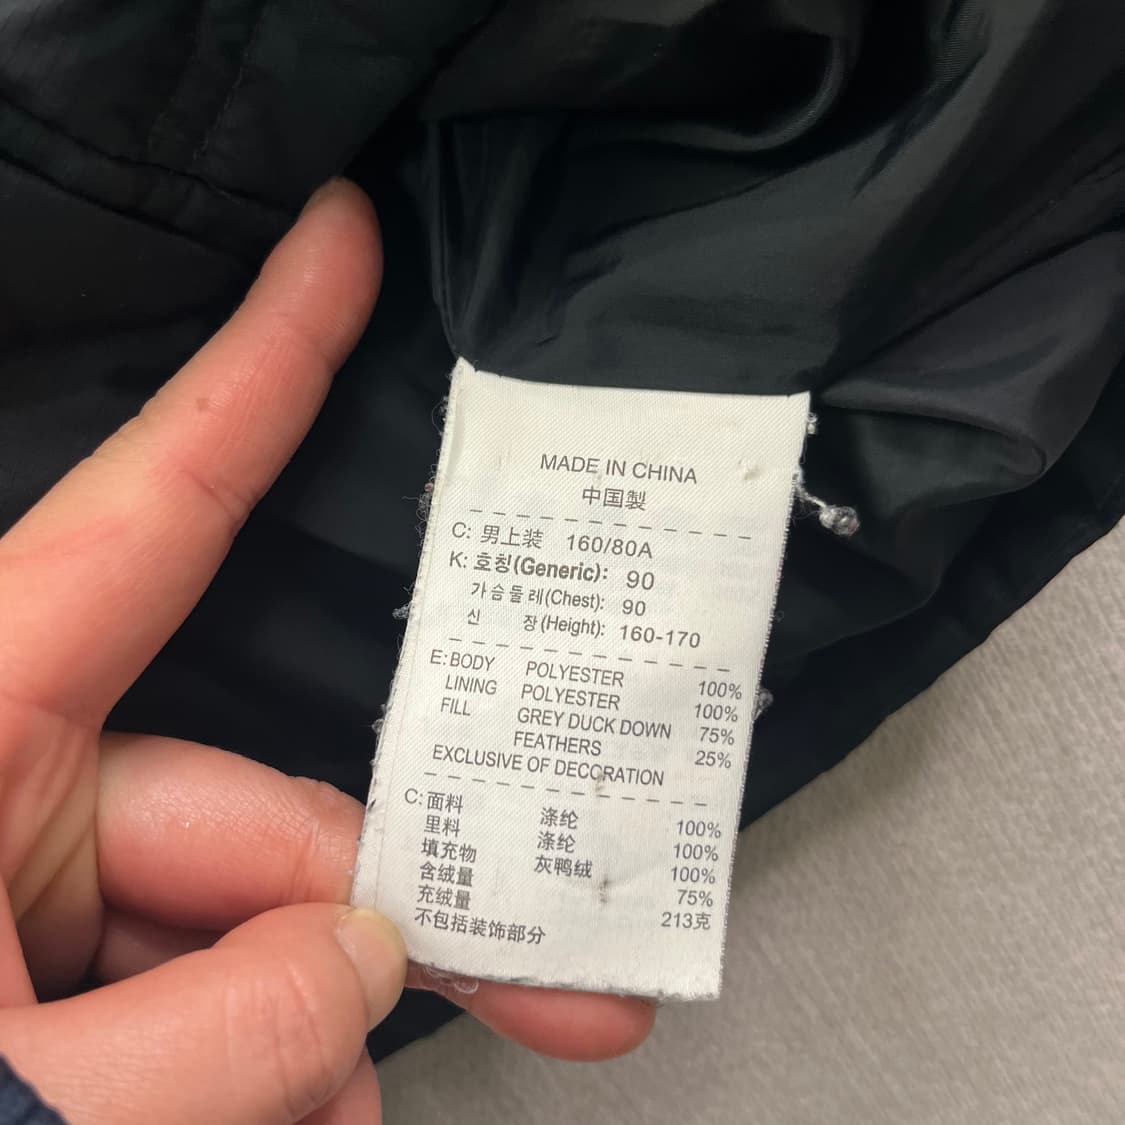 MADE IN CHINA
中国製
C: 男上装 160/80A
K: 호칭(Generic): 90
가슴둘레(Chest): 90
신 장(Height): 160-170
E: BODY POLYESTER 100%
LINING POLYESTER 100%
FILL GREY DUCK DOWN 75%
FEATHERS 25%
EXCLUSIVE OF DECORATION
C: 面料 涤纶 100%
里料 涤纶 100%
填充物 灰鸭绒 100%
含绒量 75%
充绒量 213克
不包括装饰部分